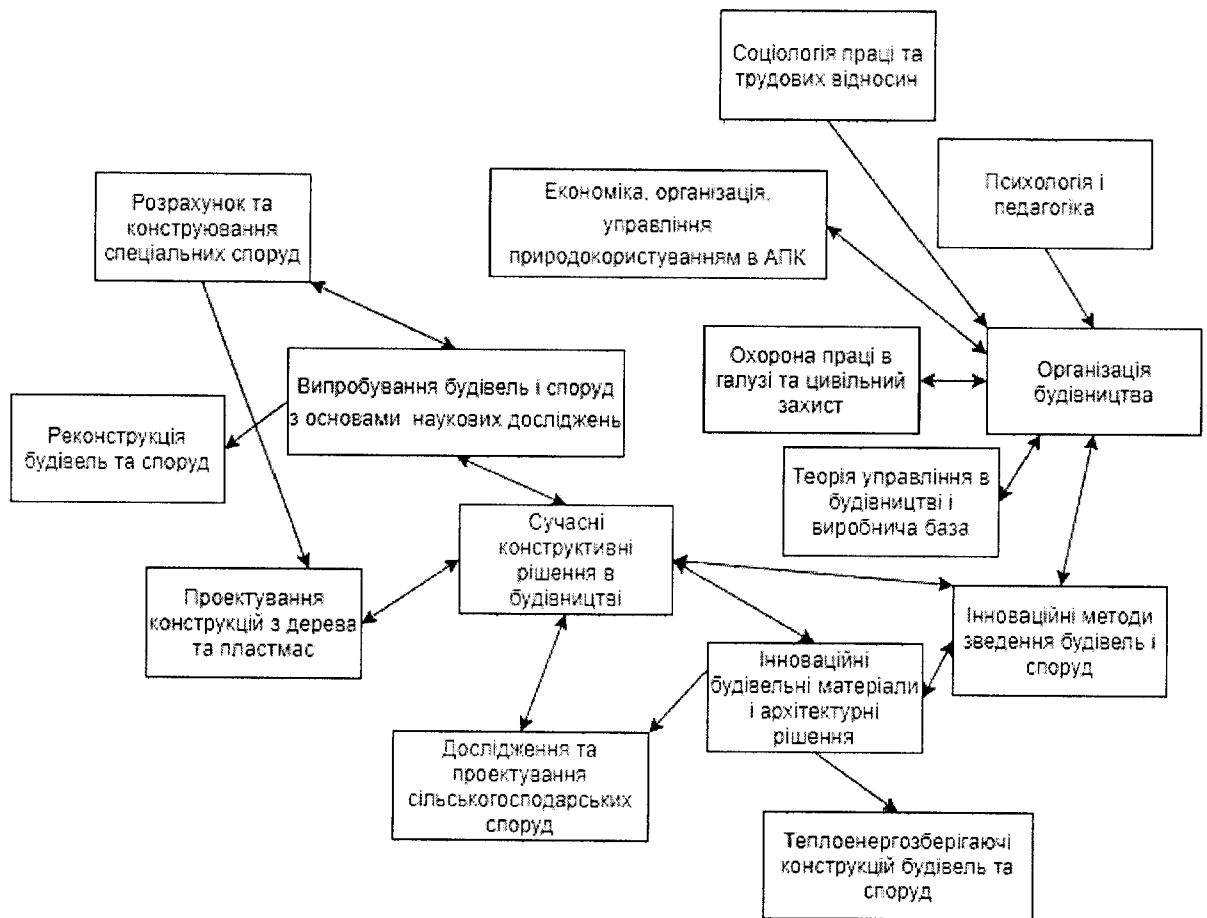 Соціологія праці та
трудових відносин
Психологія і
педагогіка
Економіка, організація,
управління
природокористуванням в АПК
Розрахунок та
конструювання
спеціальних споруд
Охорона праці в
галузі та цивільний
захист
Організація
будівництва
Випробування будівель і споруд
з основами наукових досліджень
Реконструкція
будівель та споруд
Теорія управління в
будівництві і
виробнича база
Сучасні
конструктивні
рішення в
будівництві
Проектування
конструкцій з дерева
та пластмас
Інноваційні методи
зведення будівель і
споруд
Інноваційні
будівельні матеріали
і архітектурні
рішення
Дослідження та
проектування
сільськогосподарських
споруд
Теплоенергозберігаючі
конструкцій будівель та
споруд